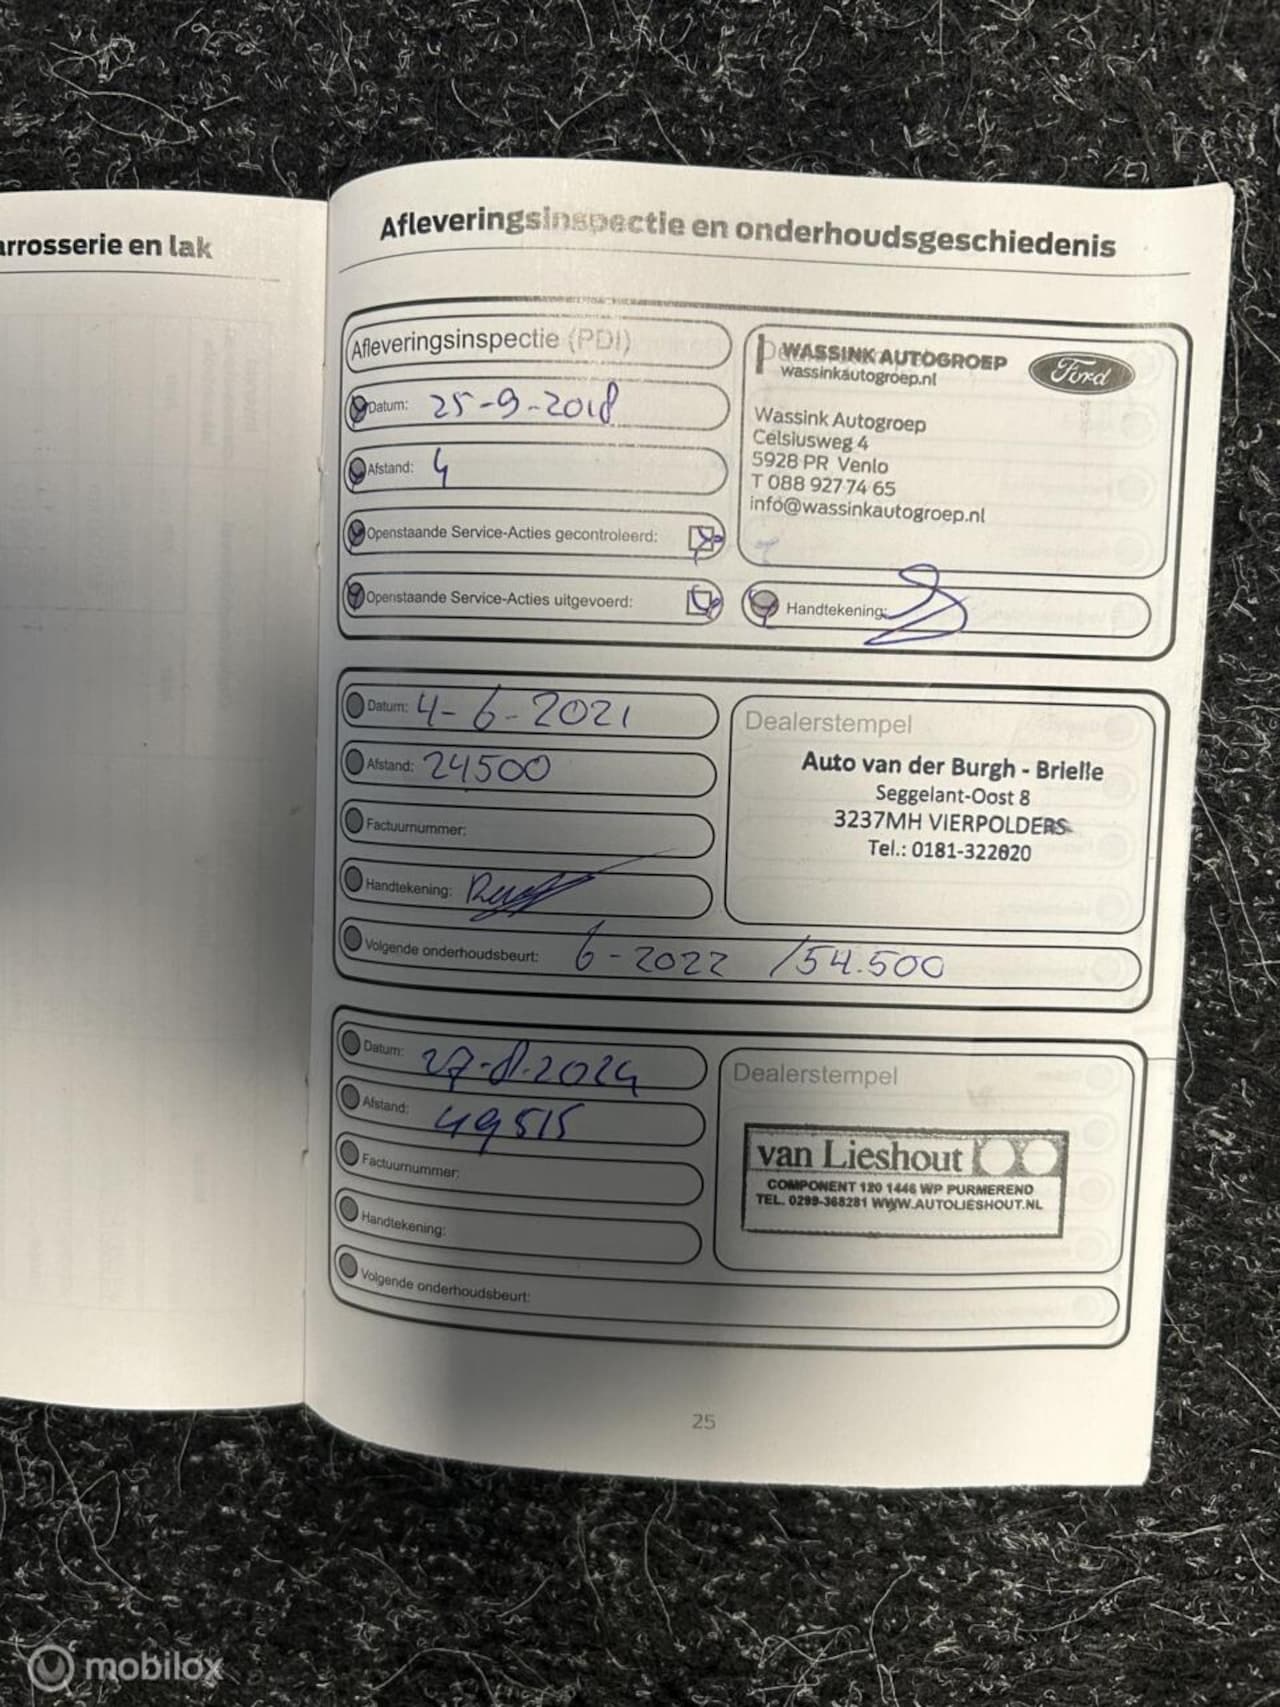 arrosserie en lak
Afleveringsinspectie en onderhoudsgeschiedenis
Afleveringsinspectie (PDI)
Datum: 25-9-2018
Afstand: 4
Openstaande Service-Acties gecontroleerd:
Openstaande Service-Acties uitgevoerd:
WASSINK AUTOGROEP
wassinkautogroep.nl
Ford
Wassink Autogroep
Celsiusweg 4
5928 PR Venlo
T 088 927 74 65
info@wassinkautogroep.nl
Handtekening:
Datum: 4-6-2021
Afstand: 24500
Factuurnummer:
Handtekening:
Volgende onderhoudsbeurt: 6-2022 /54.500
Dealerstempel
Auto van der Burgh - Brielle
Seggelant-Oost 8
3237MH VIERPOLDERS
Tel.: 0181-322020
Datum: 27-8-2024
Afstand: 49515
Factuurnummer:
Handtekening:
Volgende onderhoudsbeurt:
Dealerstempel
van Lieshout
COMPONENT 120 1446 WP PURMEREND
TEL. 0299-368281 WWW.AUTOLIESHOUT.NL
25
mobilox